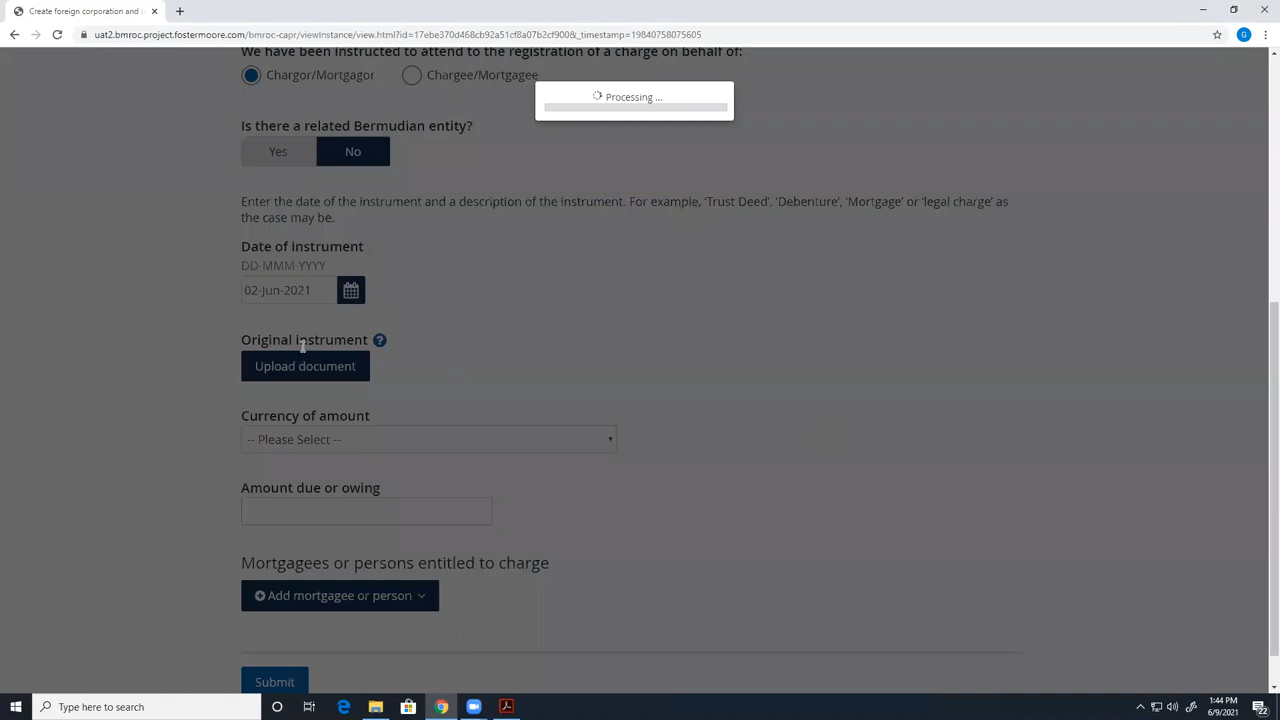 Create foreign corporation and
uat2.bmroc.project.fostermoore.com/bmroc-capr/viewInstance/view.html?id=17ebe370d468cb92a51cf8a07b2cf900&_timestamp=19840758075605
G
We have been instructed to attend to the registration of a charge on behalf of:
Chargor/Mortgagor
Chargee/Mortgagee
Processing ...
Is there a related Bermudian entity?
Yes
No
Enter the date of the instrument and a description of the instrument. For example, 'Trust Deed', 'Debenture', 'Mortgage' or 'legal charge' as
the case may be.
Date of instrument
DD-MMM-YYYY
02-Jun-2021
Original instrument ?
Upload document
Currency of amount
-- Please Select --
Amount due or owing
Mortgagees or persons entitled to charge
Add mortgagee or person
Submit
Type here to search
1:44 PM
6/9/2021
22